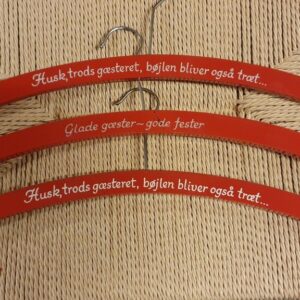 Husk, trods gæsteret, bøjlen bliver også træt...
Glade gæster~gode fester
Husk, trods gæsteret, bøjlen bliver også træt...